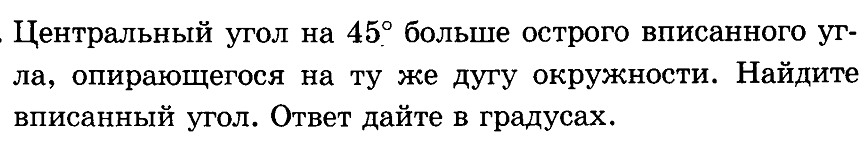 . Центральный угол на 45° больше острого вписанного уг-
ла, опирающегося на ту же дугу окружности. Найдите
вписанный угол. Ответ дайте в градусах.